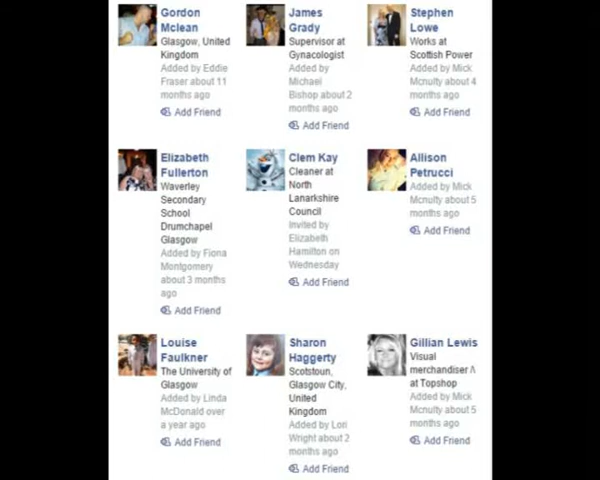 Gordon
Mclean
Glasgow, United
Kingdom
Added by Eddie
Fraser about 11
months ago
Add Friend
James
Grady
Supervisor at
Gynacologist
Added by
Michael
Bishop about 2
months ago
Add Friend
Stephen
Lowe
Works at
Scottish Power
Added by Mick
Mcnulty about 4
months ago
Add Friend
Elizabeth
Fullerton
Waverley
Secondary
School
Drumchapel
Glasgow
Added by Fiona
Montgomery
about 3 months
ago
Add Friend
Clem Kay
Cleaner at
North
Lanarkshire
Council
Invited by
Elizabeth
Hamilton on
Wednesday
Add Friend
Allison
Petrucci
Added by Mick
Mcnulty about 5
months ago
Add Friend
Louise
Faulkner
The University of
Glasgow
Added by Linda
McDonald over
a year ago
Add Friend
Sharon
Haggerty
Scotstoun,
Glasgow City,
United
Kingdom
Added by Lori
Wright about 2
months ago
Add Friend
Gillian Lewis
Visual
merchandiser /\
at Topshop
Added by Mick
Mcnulty about 5
months ago
Add Friend